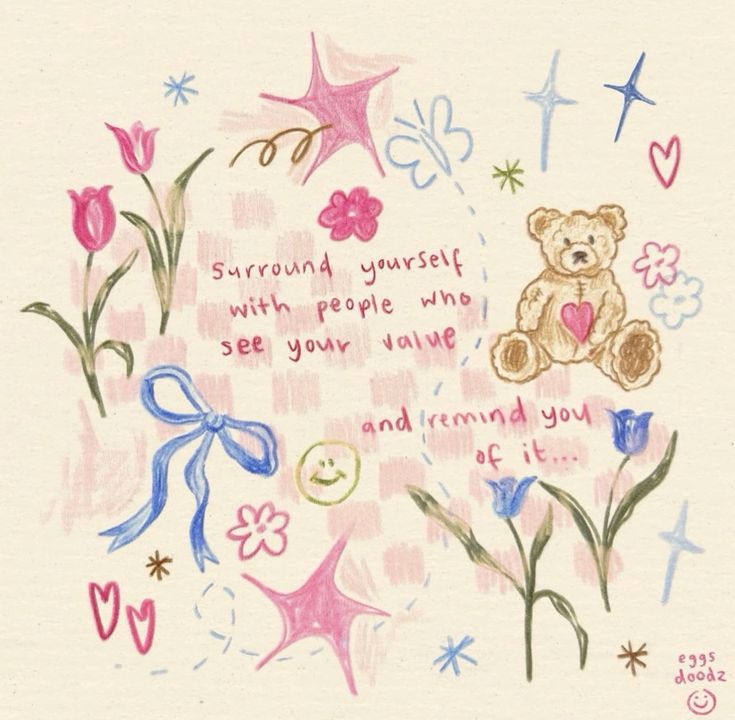 surround yourself
with people who
see your value
and remind you
of it...
eggs
doodz